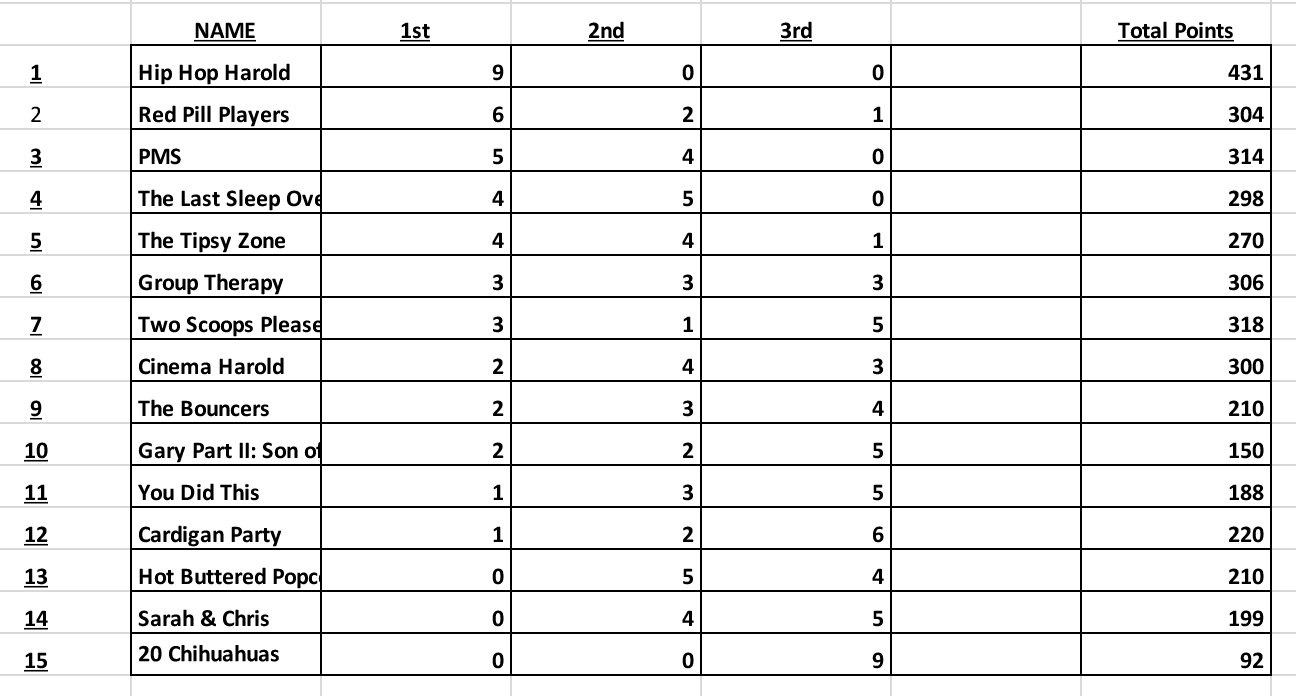 NAME 1st 2nd 3rd Total Points
1 Hip Hop Harold 9 0 0 431
2 Red Pill Players 6 2 1 304
3 PMS 5 4 0 314
4 The Last Sleep Ove 4 5 0 298
5 The Tipsy Zone 4 4 1 270
6 Group Therapy 3 3 3 306
7 Two Scoops Please 3 1 5 318
8 Cinema Harold 2 4 3 300
9 The Bouncers 2 3 4 210
10 Gary Part II: Son of 2 2 5 150
11 You Did This 1 3 5 188
12 Cardigan Party 1 2 6 220
13 Hot Buttered Popc 0 5 4 210
14 Sarah & Chris 0 4 5 199
15 20 Chihuahuas 0 0 9 92